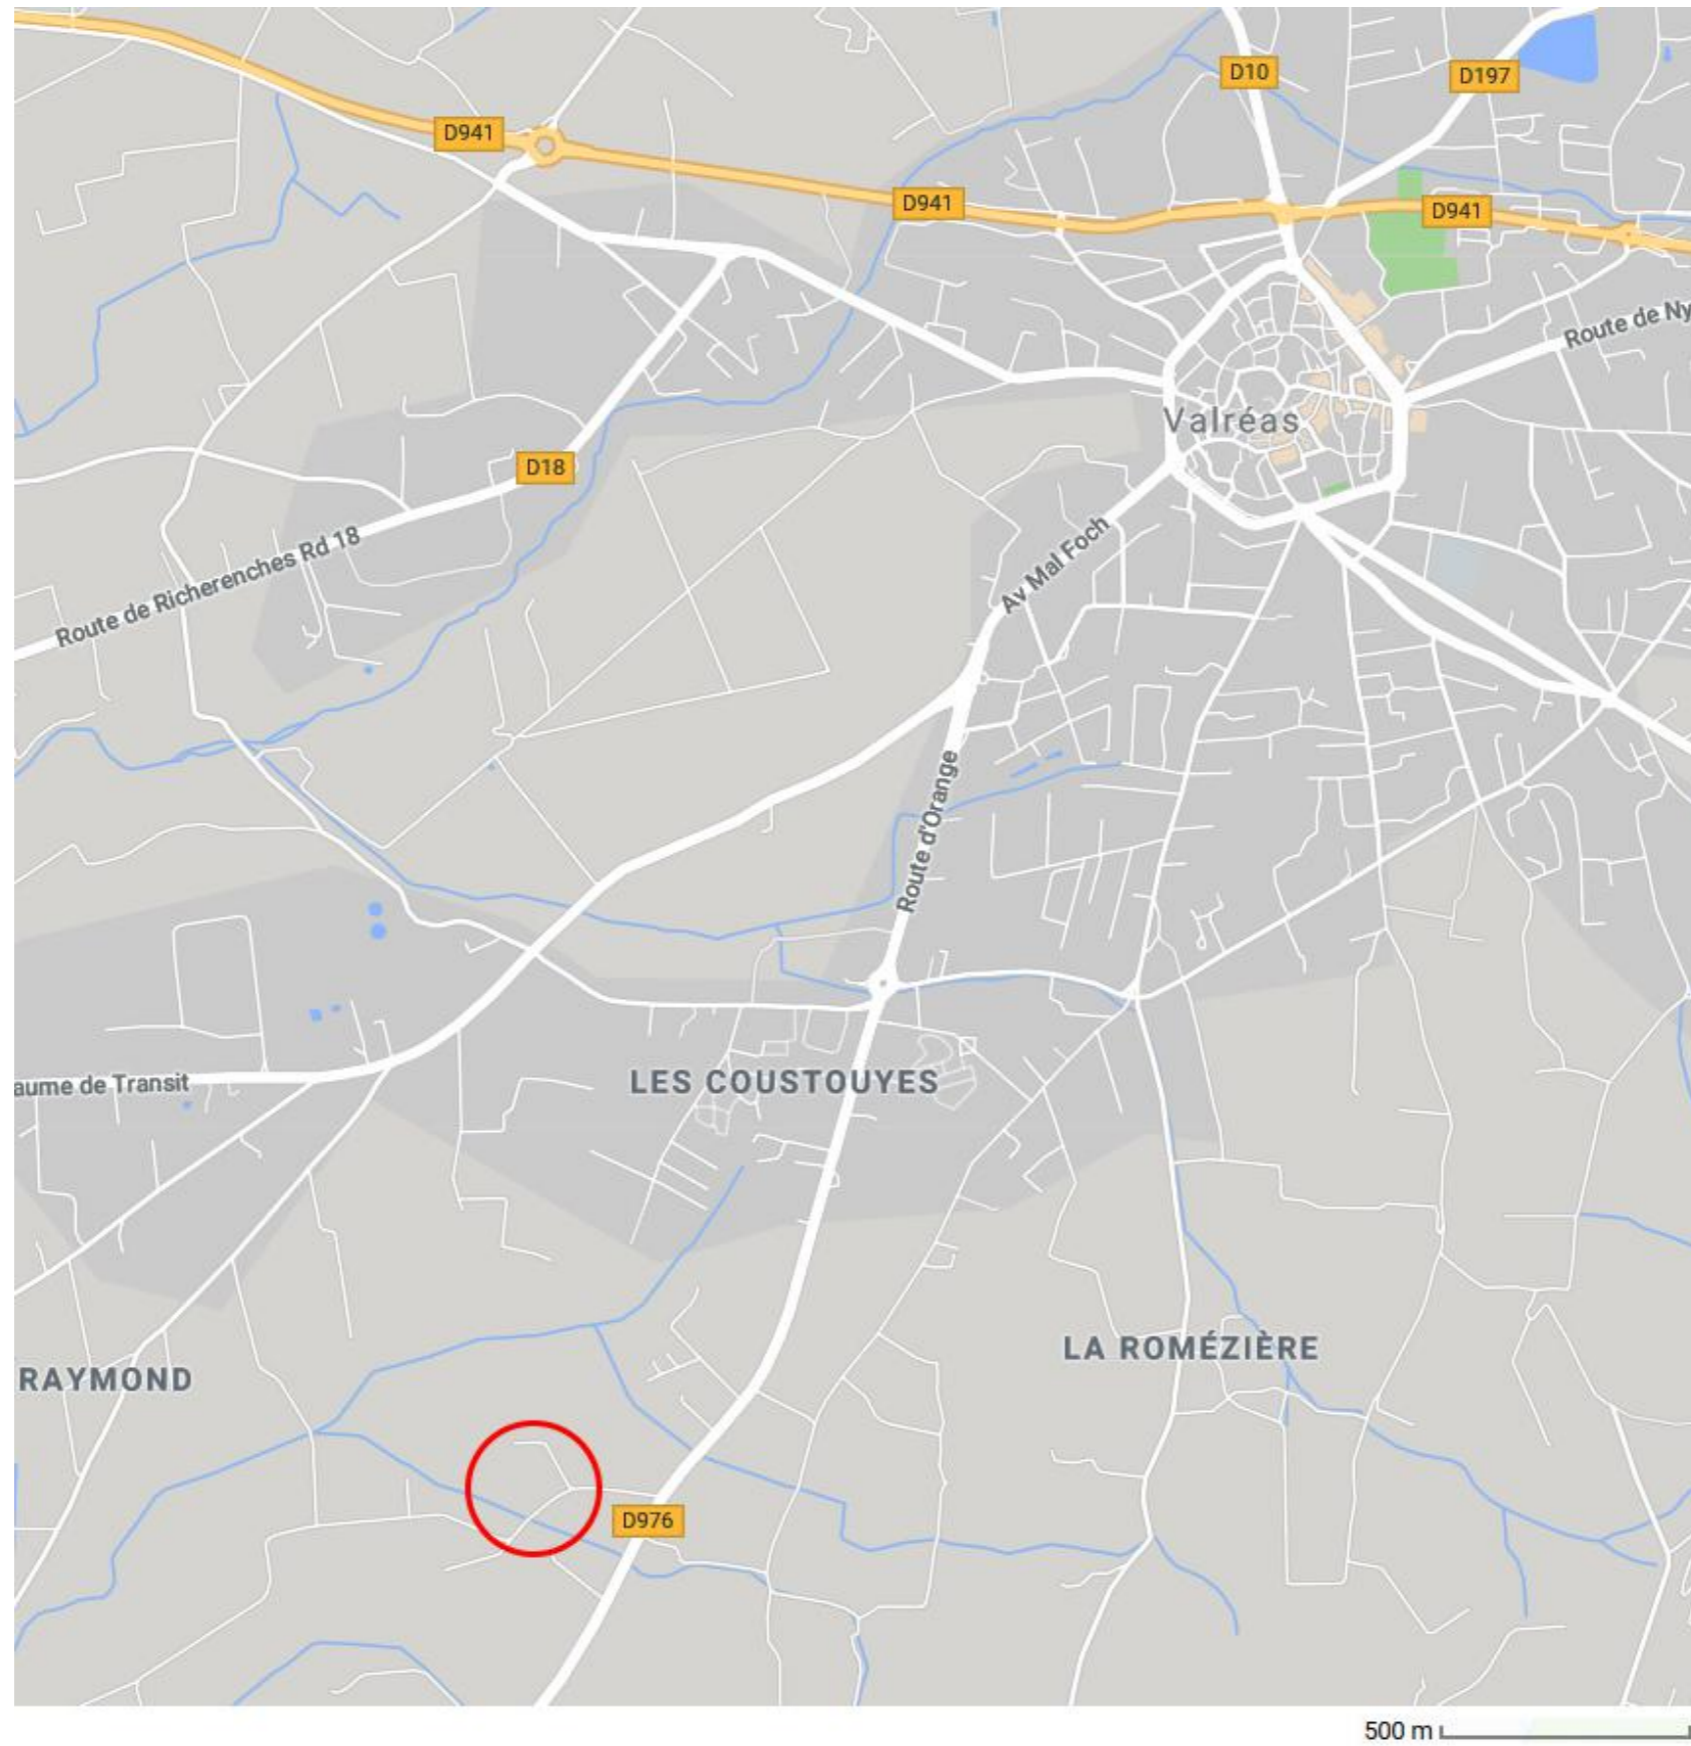 D10
D197
D941
D941
D941
Route de Ny
Valréas
D18
Av Mal Foch
Route de Richerenches Rd 18
Route d'Orange
aume de Transit
LES COUSTOUYES
LA ROMÉZIÈRE
RAYMOND
D976
500 m